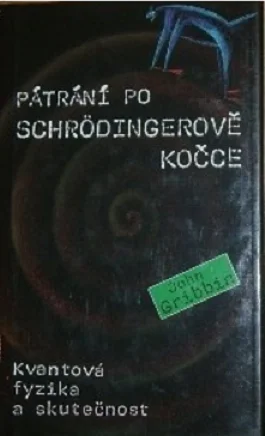 PÁTRÁNÍ PO
SCHRÖDINGEROVĚ
KOČCE
John
Gribbin
Kvantová
fyzika
a skutečnost